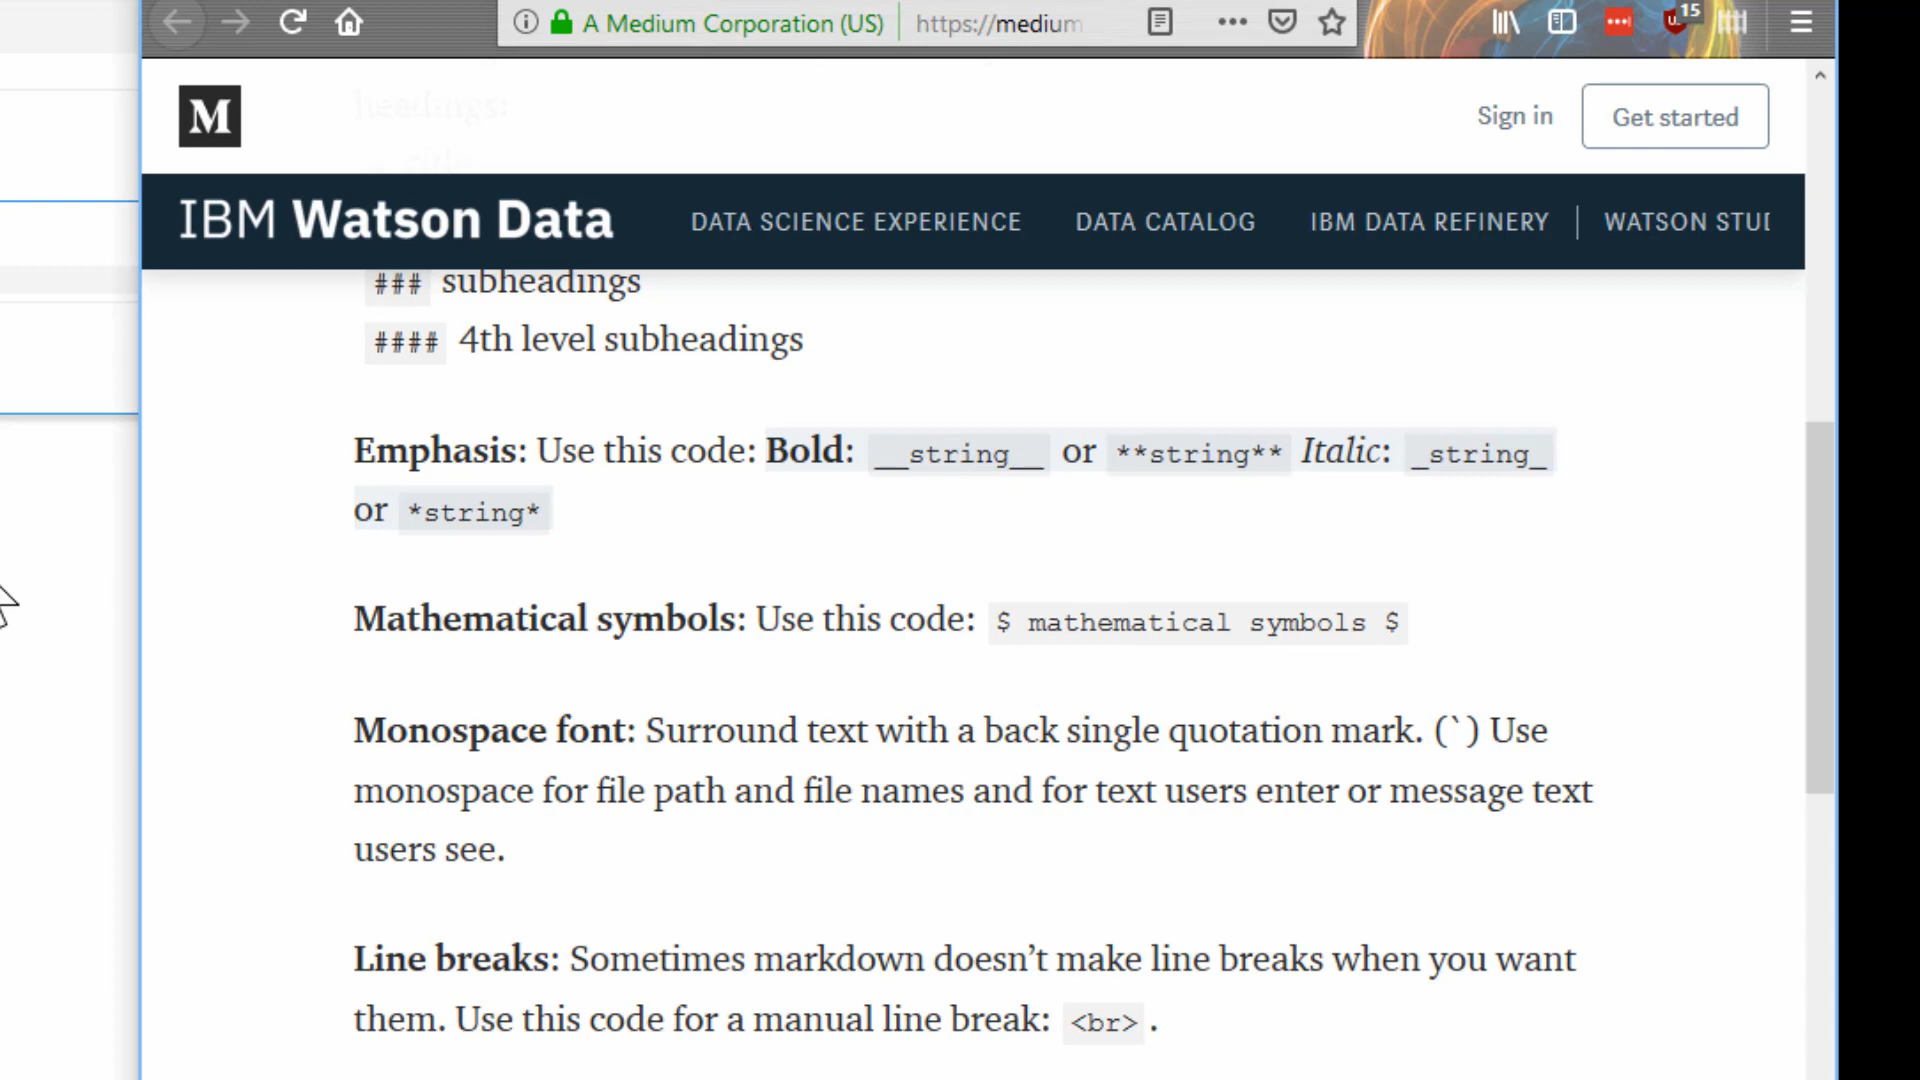 A Medium Corporation (US) https://medium
15
headings:
M
Sign in
Get started
IBM Watson Data DATA SCIENCE EXPERIENCE DATA CATALOG IBM DATA REFINERY WATSON STUI
### subheadings
#### 4th level subheadings
Emphasis: Use this code: Bold: __string__ or **string** Italic: _string_
or *string*
Mathematical symbols: Use this code: $ mathematical symbols $
Monospace font: Surround text with a back single quotation mark. (`) Use
monospace for file path and file names and for text users enter or message text
users see.
Line breaks: Sometimes markdown doesn’t make line breaks when you want
them. Use this code for a manual line break: <br> .